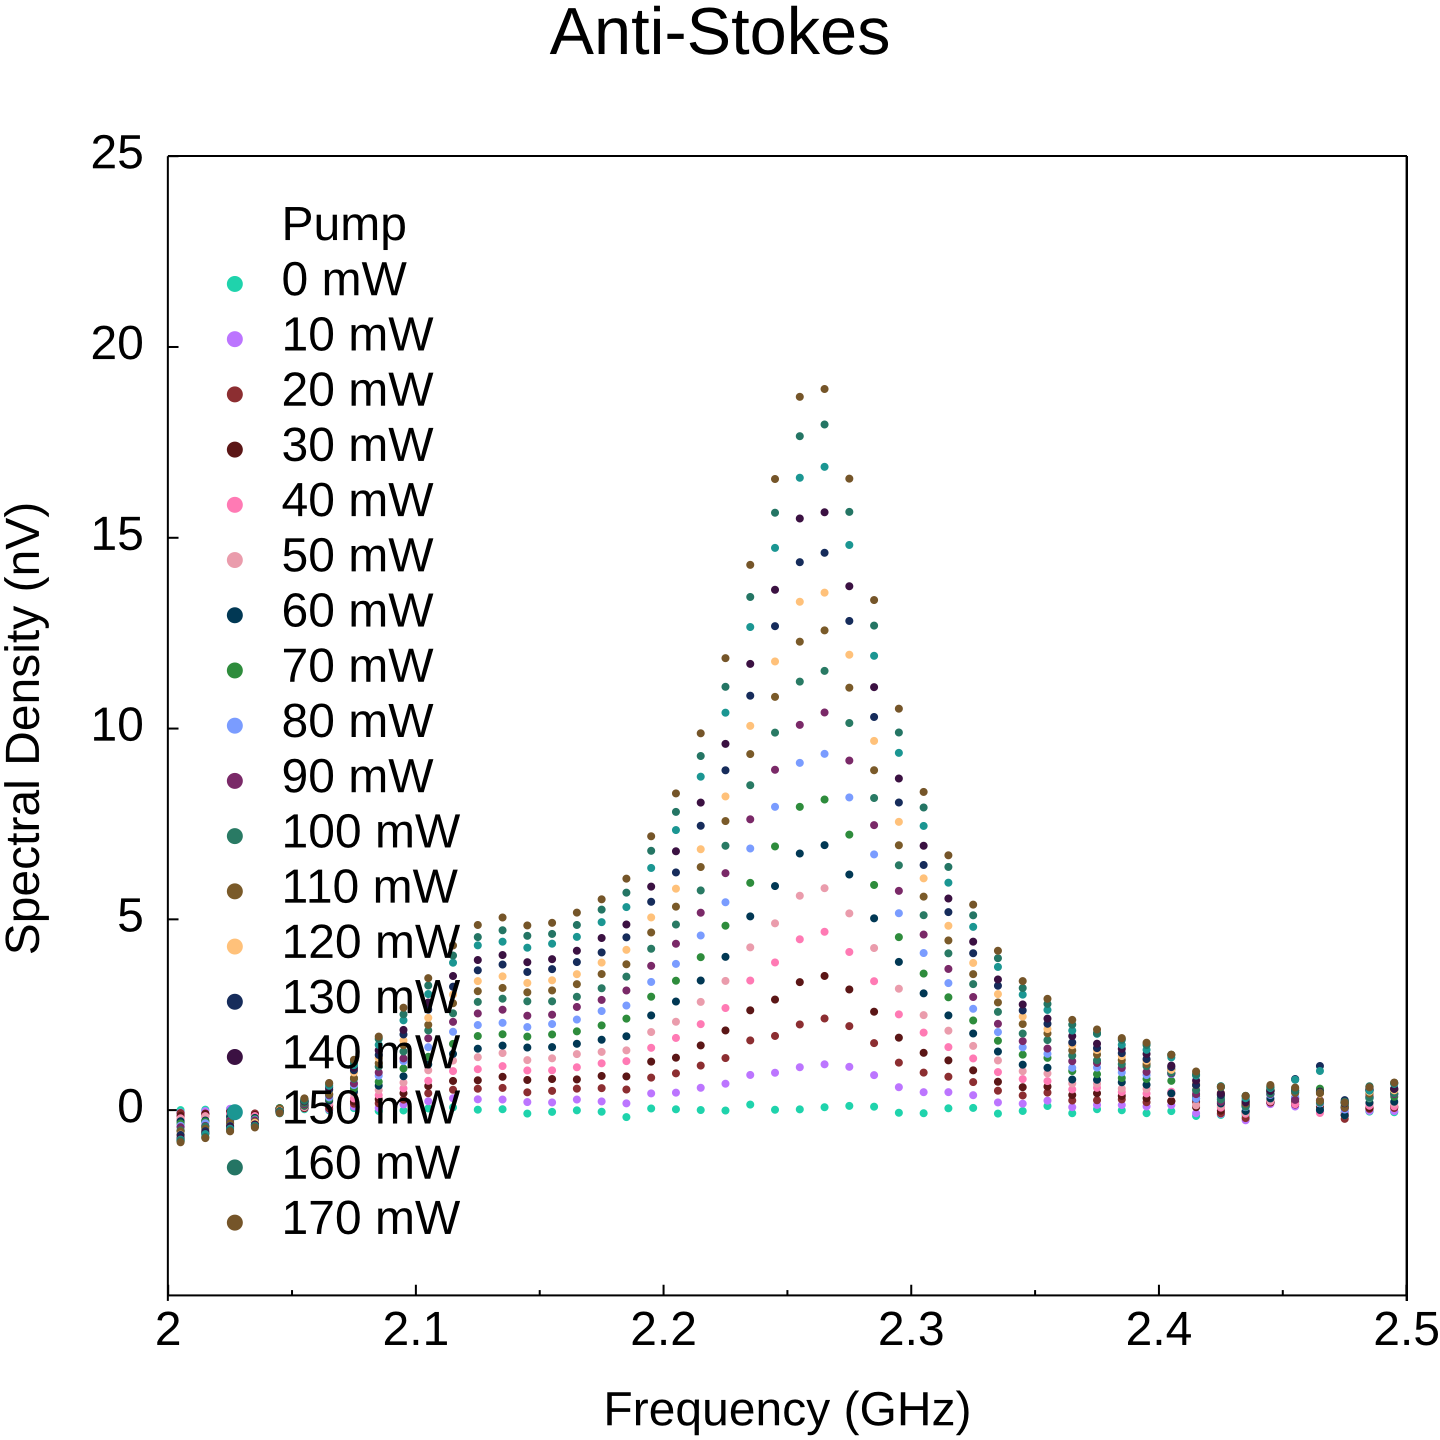 Anti-Stokes
25
20
15
10
5
0
Spectral Density (nV)
Pump
0 mW
10 mW
20 mW
30 mW
40 mW
50 mW
60 mW
70 mW
80 mW
90 mW
100 mW
110 mW
120 mW
130 mW
140 mW
150 mW
160 mW
170 mW
2 2.1 2.2 2.3 2.4 2.5
Frequency (GHz)